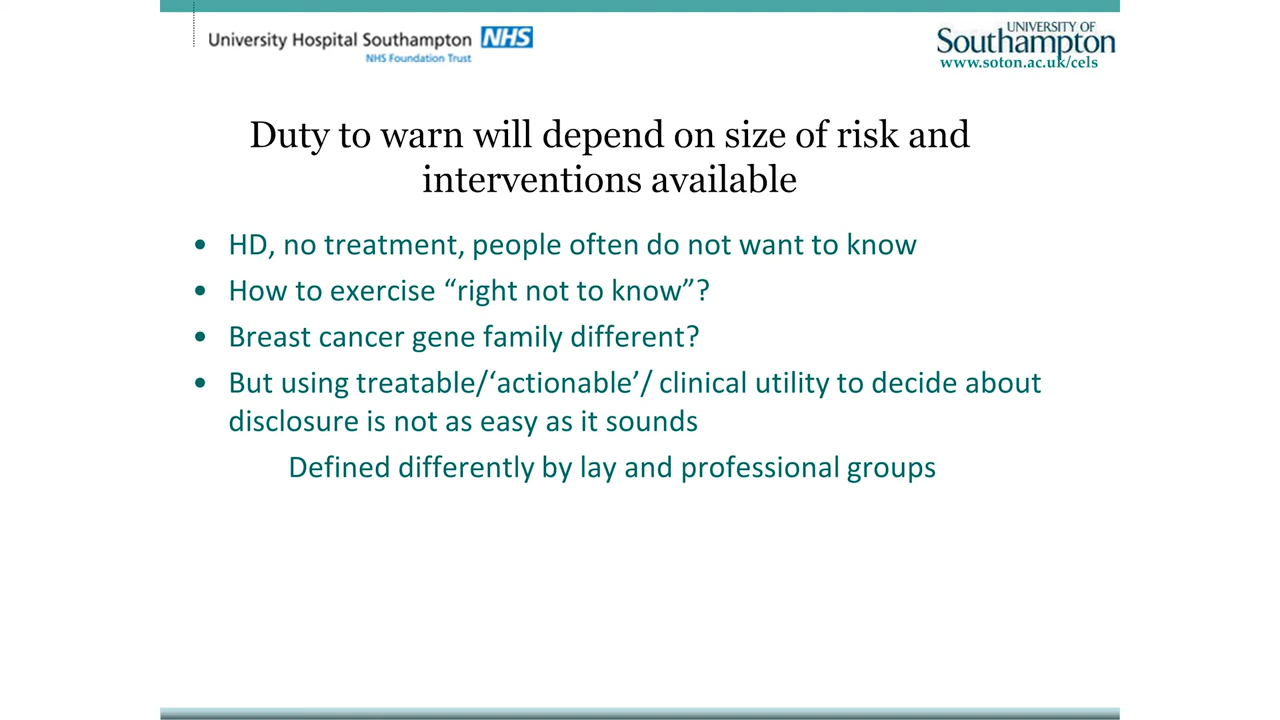 University Hospital Southampton NHS
NHS Foundation Trust
UNIVERSITY OF
Southampton
www.soton.ac.uk/cels
Duty to warn will depend on size of risk and
interventions available
• HD, no treatment, people often do not want to know
• How to exercise “right not to know”?
• Breast cancer gene family different?
• But using treatable/‘actionable’/ clinical utility to decide about
disclosure is not as easy as it sounds
Defined differently by lay and professional groups